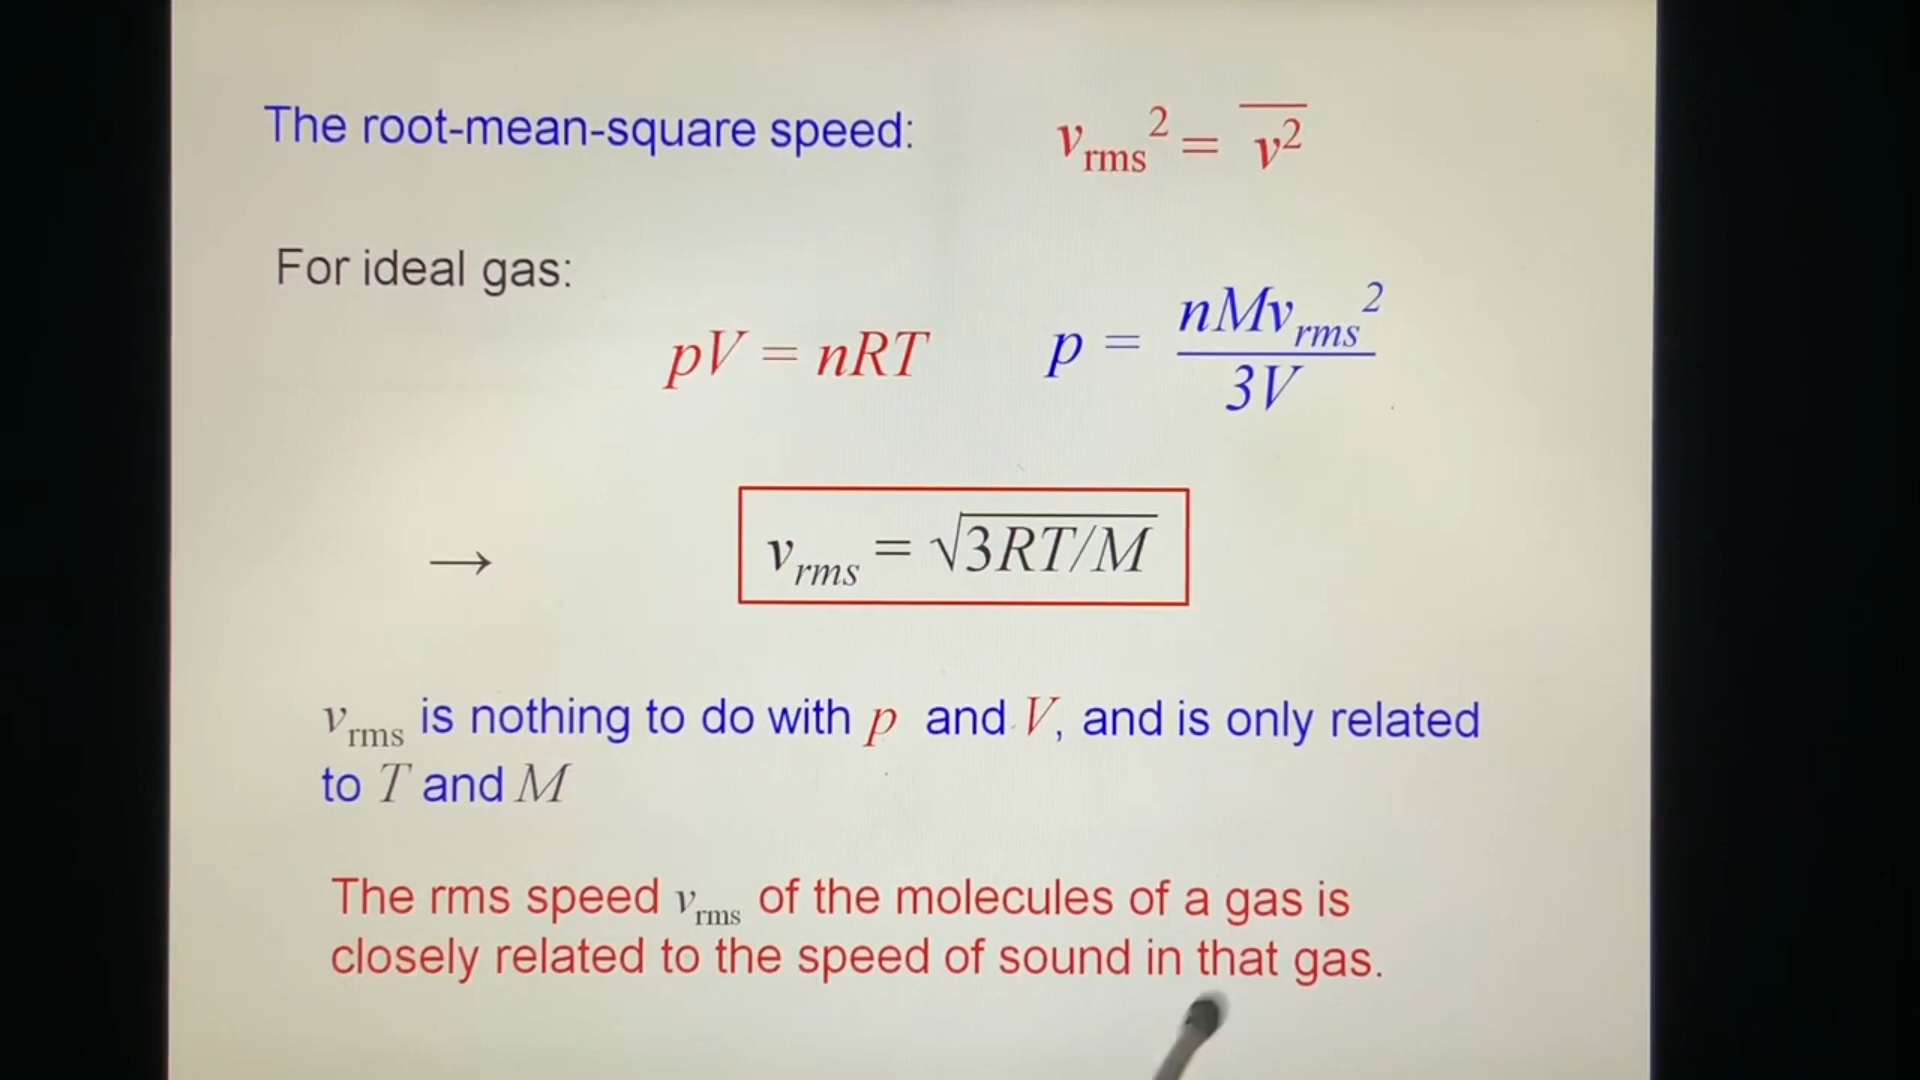 The root-mean-square speed: v_rms² = v̅²̅
For ideal gas:
pV = nRT p = nMv_rms² / 3V
→ v_rms = √3RT/M
v_rms is nothing to do with p and V, and is only related
to T and M
The rms speed v_rms of the molecules of a gas is
closely related to the speed of sound in that gas.